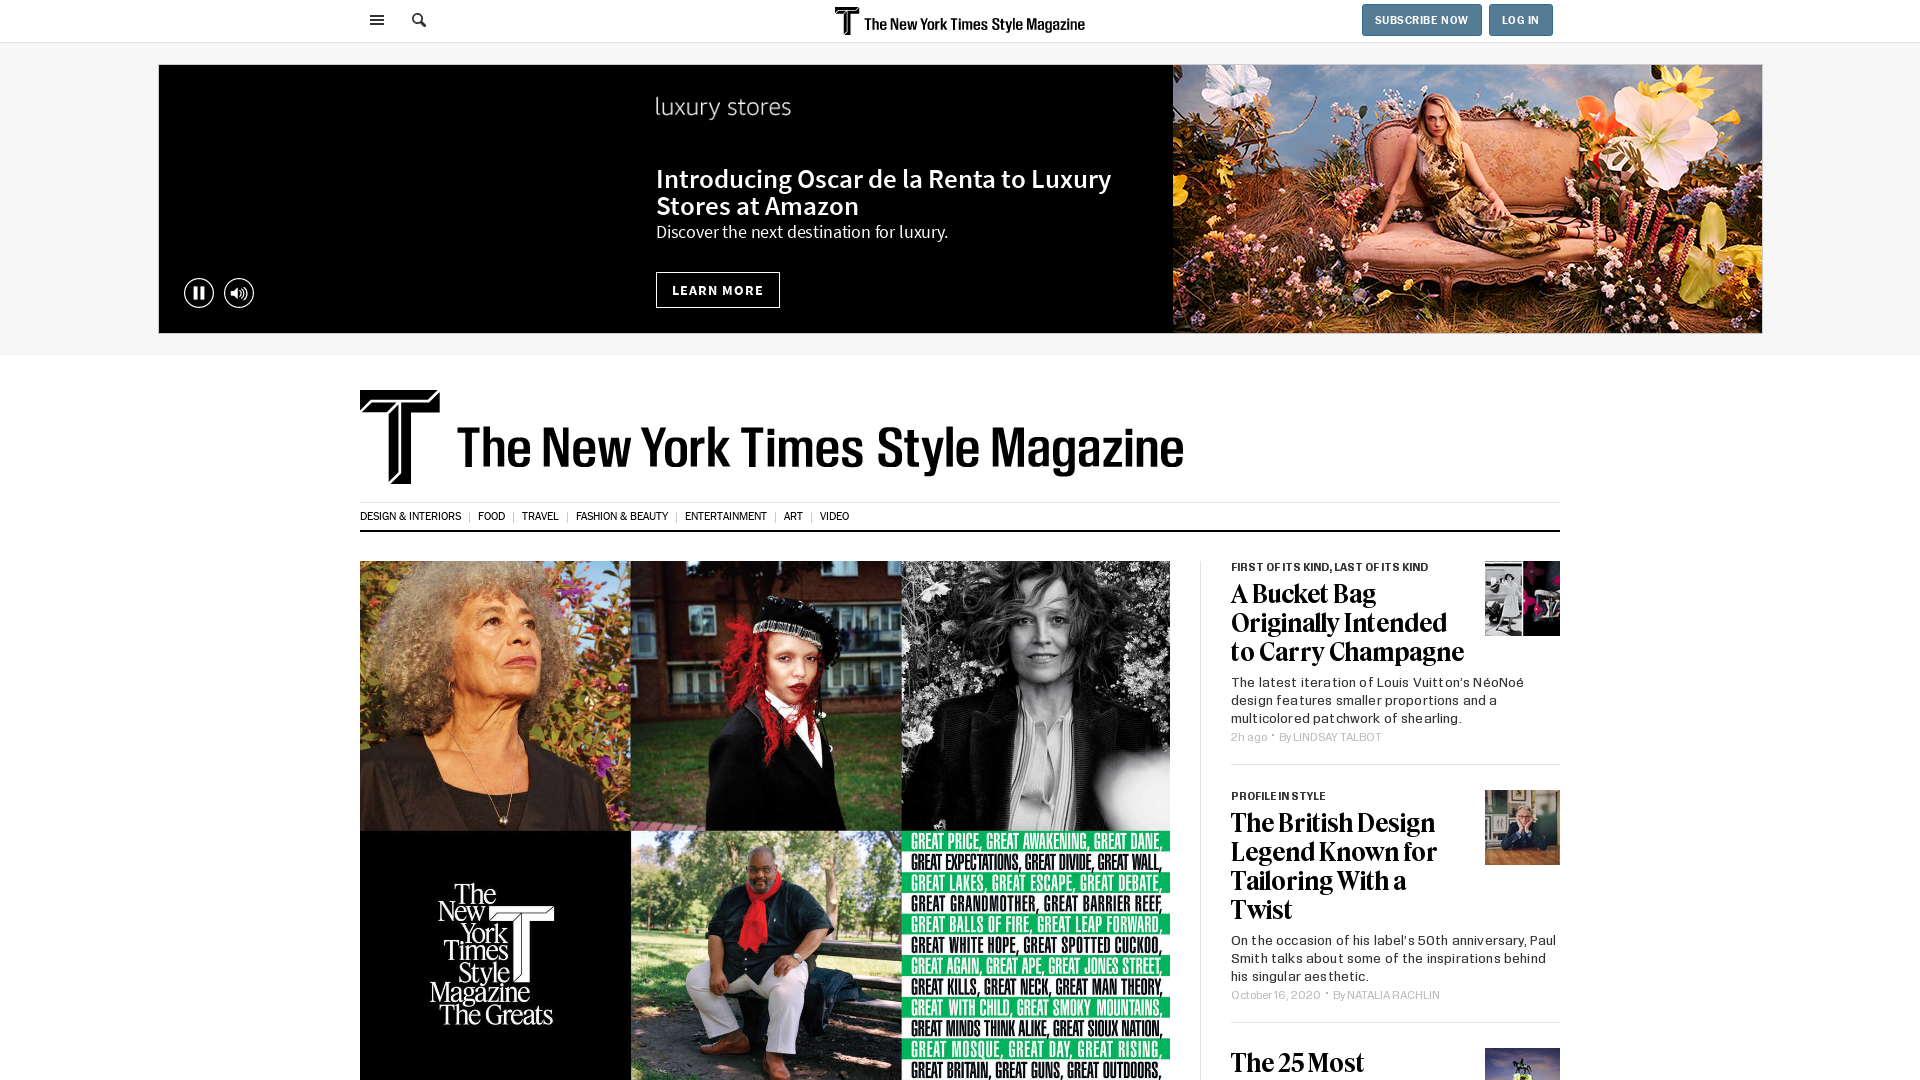 The New York Times Style Magazine
SUBSCRIBE NOW
LOG IN
luxury stores
Introducing Oscar de la Renta to Luxury
Stores at Amazon
Discover the next destination for luxury.
LEARN MORE
The New York Times Style Magazine
DESIGN & INTERIORS
FOOD
TRAVEL
FASHION & BEAUTY
ENTERTAINMENT
ART
VIDEO
The
New
York
Times
Style
Magazine
The Greats
GREAT PRICE, GREAT AWAKENING, GREAT DANE,
GREAT EXPECTATIONS, GREAT DIVIDE, GREAT WALL,
GREAT LAKES, GREAT ESCAPE, GREAT DEBATE,
GREAT GRANDMOTHER, GREAT BARRIER REEF,
GREAT BALLS OF FIRE, GREAT LEAP FORWARD,
GREAT WHITE HOPE, GREAT SPOTTED CUCKOO,
GREAT AGAIN, GREAT APE, GREAT JONES STREET,
GREAT KILLS, GREAT NECK, GREAT MAN THEORY,
GREAT WITH CHILD, GREAT SMOKY MOUNTAINS,
GREAT MINDS THINK ALIKE, GREAT SIOUX NATION,
GREAT MOSQUE, GREAT DAY, GREAT RISING,
GREAT BRITAIN, GREAT GUNS, GREAT OUTDOORS,
FIRST OF ITS KIND, LAST OF ITS KIND
A Bucket Bag
Originally Intended
to Carry Champagne
The latest iteration of Louis Vuitton's NéoNoé
design features smaller proportions and a
multicolored patchwork of shearling.
2h ago · By LINDSAY TALBOT
PROFILE IN STYLE
The British Design
Legend Known for
Tailoring With a
Twist
On the occasion of his label's 50th anniversary, Paul
Smith talks about some of the inspirations behind
his singular aesthetic.
October 16, 2020 · By NATALIA RACHLIN
The 25 Most